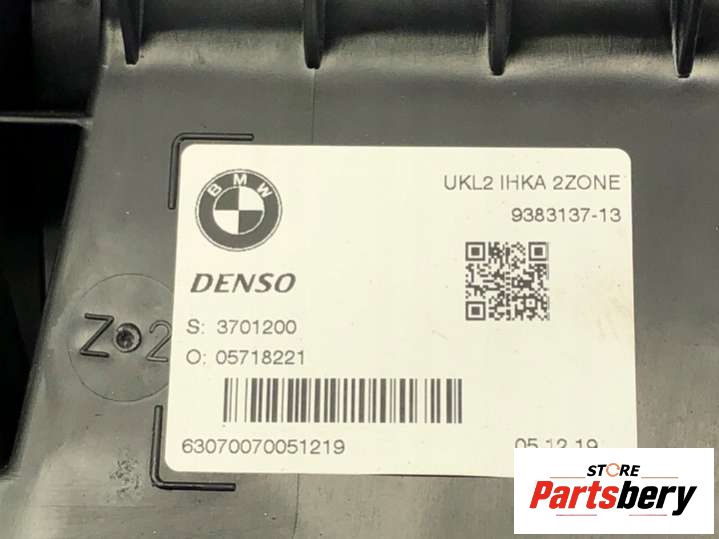 BMW
UKL2 IHKA 2ZONE
9383137-13
DENSO
S: 3701200
O: 05718221
Z 2
63070070051219
05.12.19
STORE
Partsbery